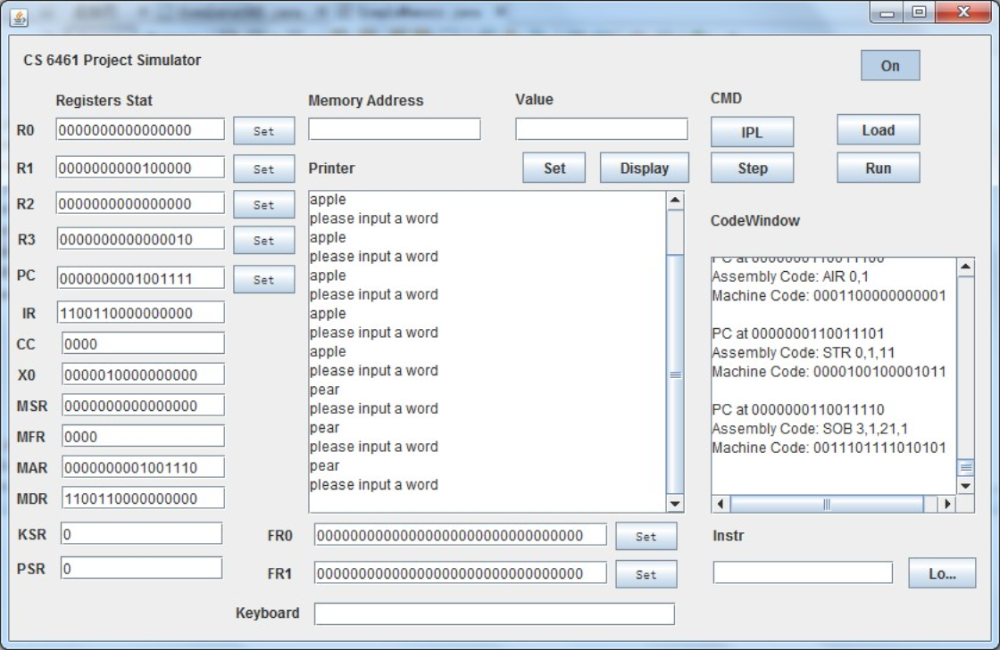 CS 6461 Project Simulator
On
Registers Stat
Memory Address
Value
CMD
R0 0000000000000000 Set
IPL
Load
R1 0000000000100000 Set
Printer
Set
Display
Step
Run
R2 0000000000000000 Set
R3 0000000000000010 Set
PC 0000000001001111 Set
IR 1100110000000000
CC 0000
X0 0000010000000000
MSR 0000000000000000
MFR 0000
MAR 0000000001001110
MDR 1100110000000000
KSR 0
PSR 0
apple
please input a word
apple
please input a word
apple
please input a word
apple
please input a word
apple
please input a word
pear
please input a word
pear
please input a word
pear
please input a word
CodeWindow
PC at 0000000110011100
Assembly Code: AIR 0,1
Machine Code: 0001100000000001
PC at 0000000110011101
Assembly Code: STR 0,1,11
Machine Code: 0000100100001011
PC at 0000000110011110
Assembly Code: SOB 3,1,21,1
Machine Code: 0011101111010101
FR0 00000000000000000000000000000000 Set
FR1 00000000000000000000000000000000 Set
Instr
Lo...
Keyboard